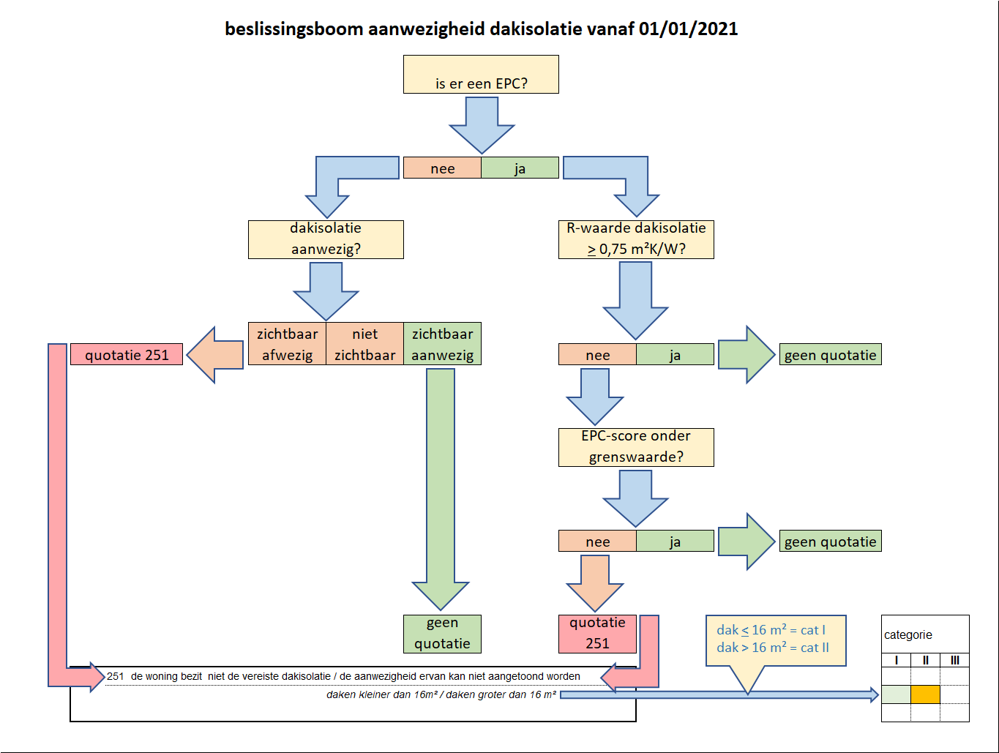 beslissingsboom aanwezigheid dakisolatie vanaf 01/01/2021
is er een EPC?
nee
ja
dakisolatie
aanwezig?
R-waarde dakisolatie
≥ 0,75 m²K/W?
zichtbaar
afwezig
niet
zichtbaar
zichtbaar
aanwezig
quotatie 251
nee
ja
geen quotatie
EPC-score onder
grenswaarde?
nee
ja
geen quotatie
geen
quotatie
quotatie
251
dak ≤ 16 m² = cat I
dak > 16 m² = cat II
categorie
I II III
251 de woning bezit niet de vereiste dakisolatie / de aanwezigheid ervan kan niet aangetoond worden
daken kleiner dan 16m² / daken groter dan 16 m²